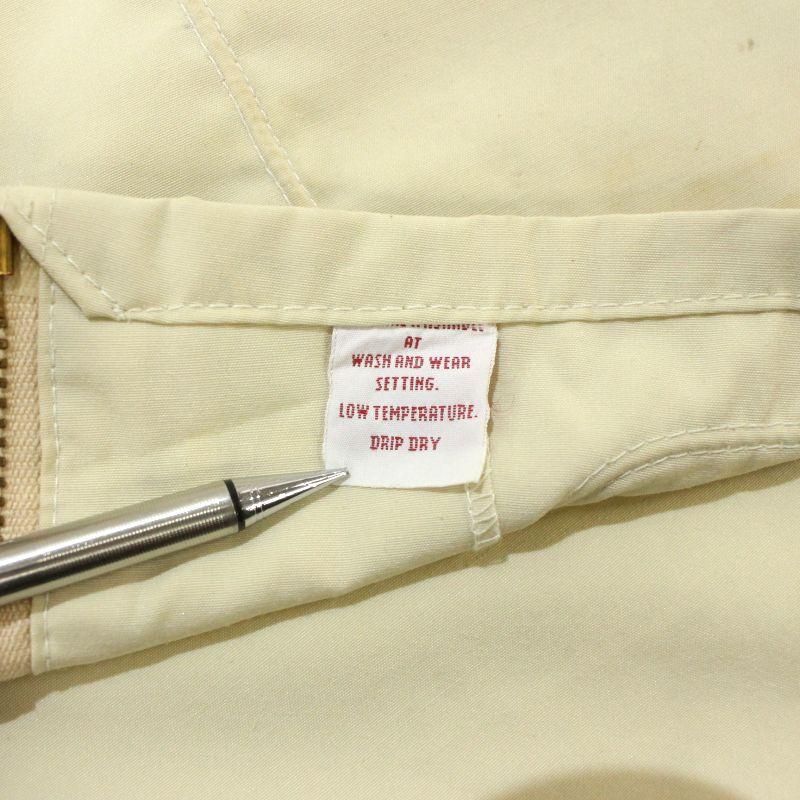 AT
WASH AND WEAR
SETTING.
LOW TEMPERATURE.
DRIP DRY